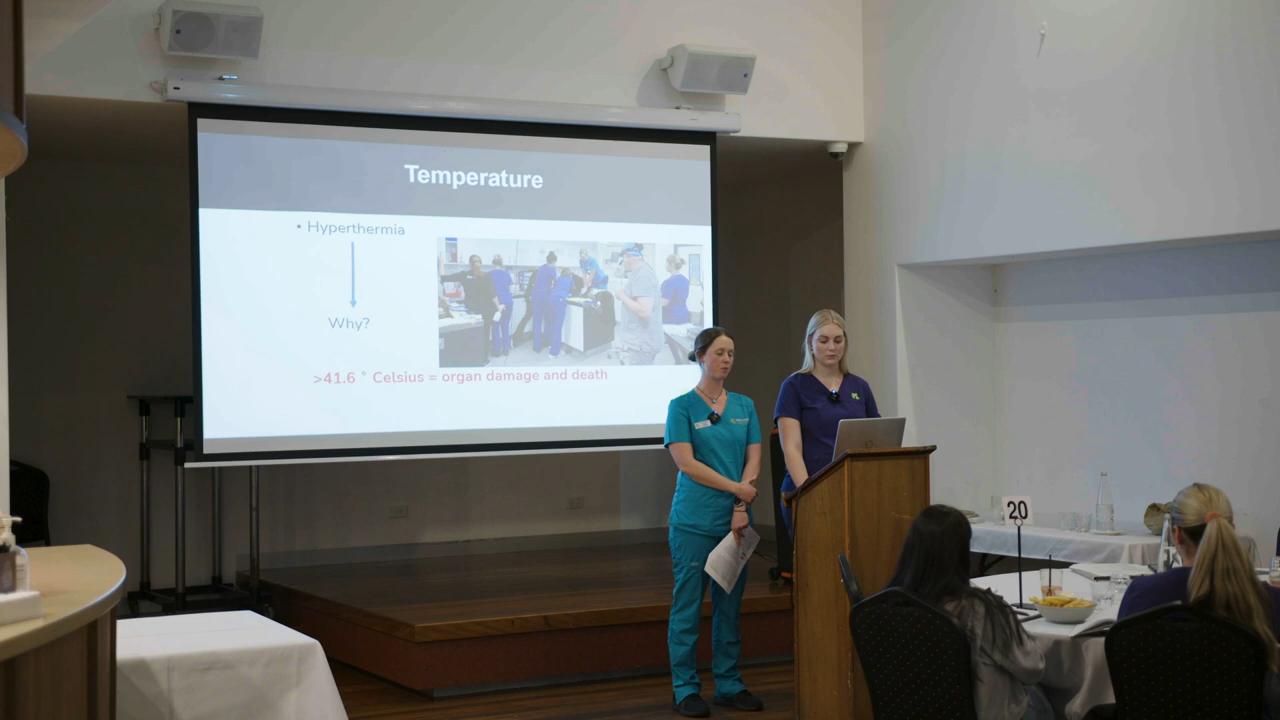 Temperature
• Hyperthermia
Why?
>41.6 ° Celsius = organ damage and death
20